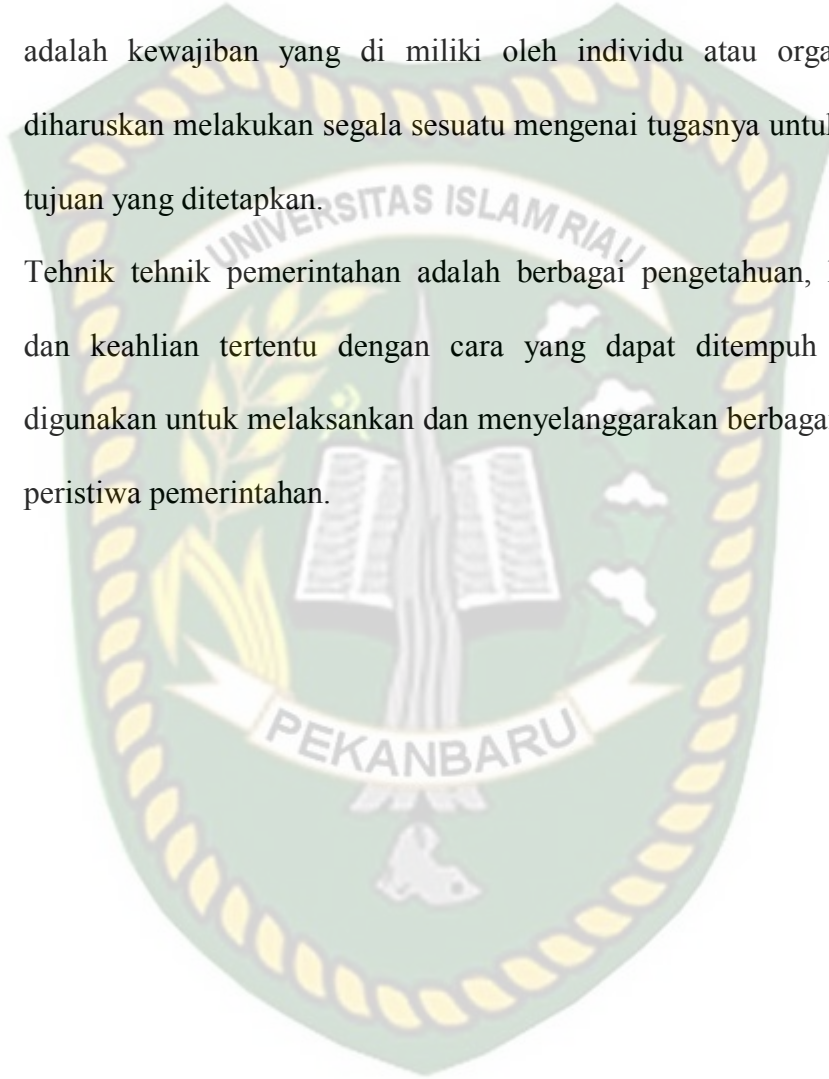 adalah kewajiban yang di miliki oleh individu atau orga
diharuskan melakukan segala sesuatu mengenai tugasnya untuk
tujuan yang ditetapkan.
UNIVERSITAS ISLAM RIAU
Tehnik tehnik pemerintahan adalah berbagai pengetahuan,
dan keahlian tertentu dengan cara yang dapat ditempuh
digunakan untuk melaksankan dan menyelanggarakan berbaga
peristiwa pemerintahan.
PEKANBARU